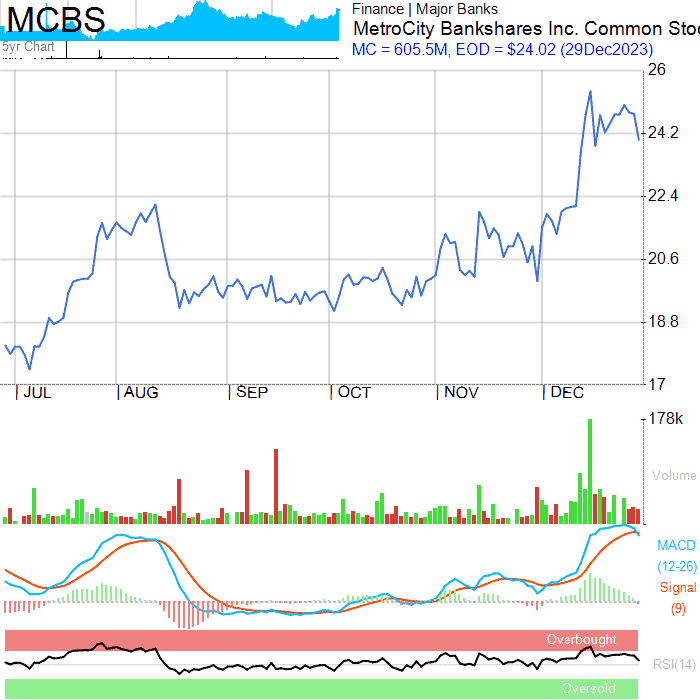 MCBS
5yr Chart
Finance | Major Banks
MetroCity Bankshares Inc. Common Sto
MC = 605.5M, EOD = $24.02 (29Dec2023)
26
24.2
22.4
20.6
18.8
17
JUL AUG SEP OCT NOV DEC
178k
Volume
MACD
(12-26)
Signal
(9)
Overbought
RSI(14)
Oversold